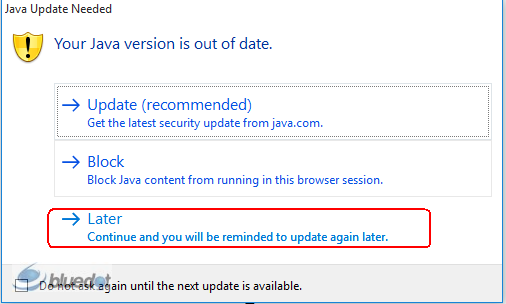 Java Update Needed
Your Java version is out of date.
Update (recommended)
Get the latest security update from java.com.
Block
Block Java content from running in this browser session.
Later
Continue and you will be reminded to update again later.
bluedot
Do not ask again until the next update is available.